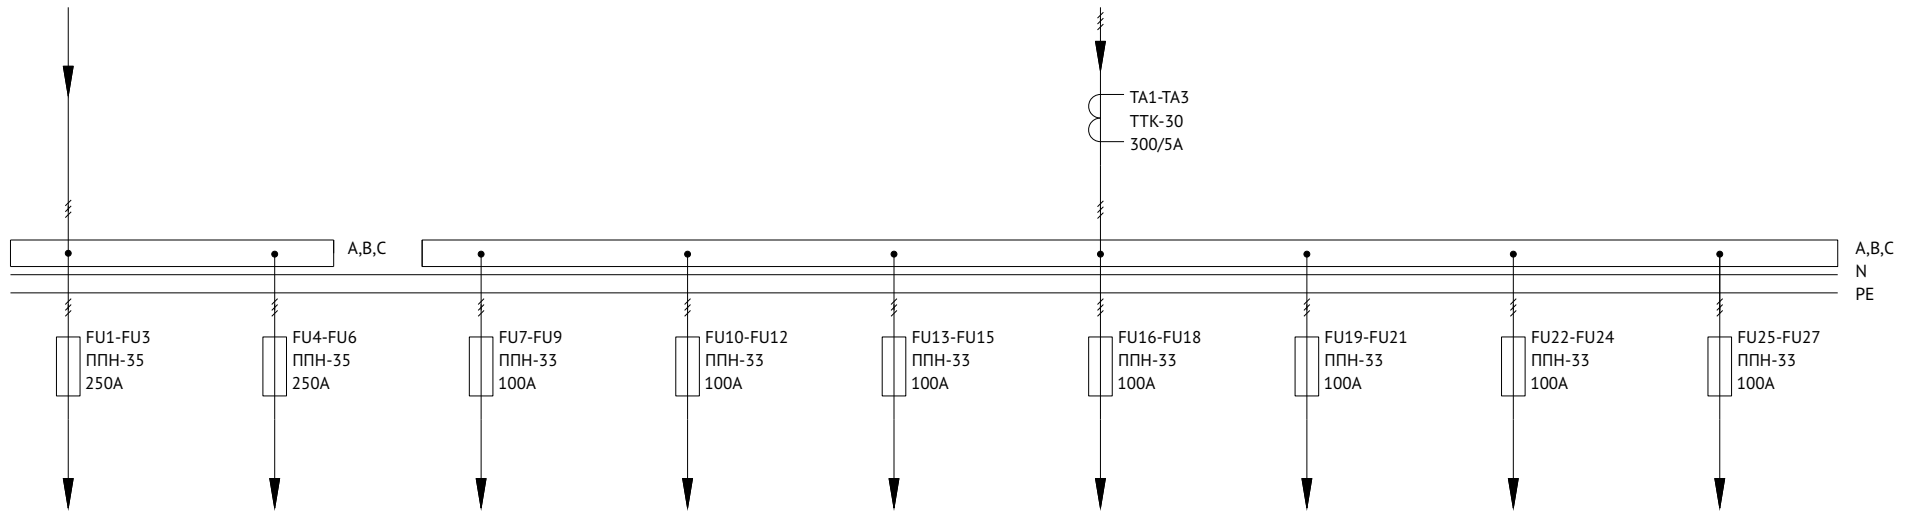 TA1-TA3
ТТК-30
300/5А
A,B,C
A,B,C
N
PE
FU1-FU3
ППН-35
250А
FU4-FU6
ППН-35
250А
FU7-FU9
ППН-33
100А
FU10-FU12
ППН-33
100А
FU13-FU15
ППН-33
100А
FU16-FU18
ППН-33
100А
FU19-FU21
ППН-33
100А
FU22-FU24
ППН-33
100А
FU25-FU27
ППН-33
100А